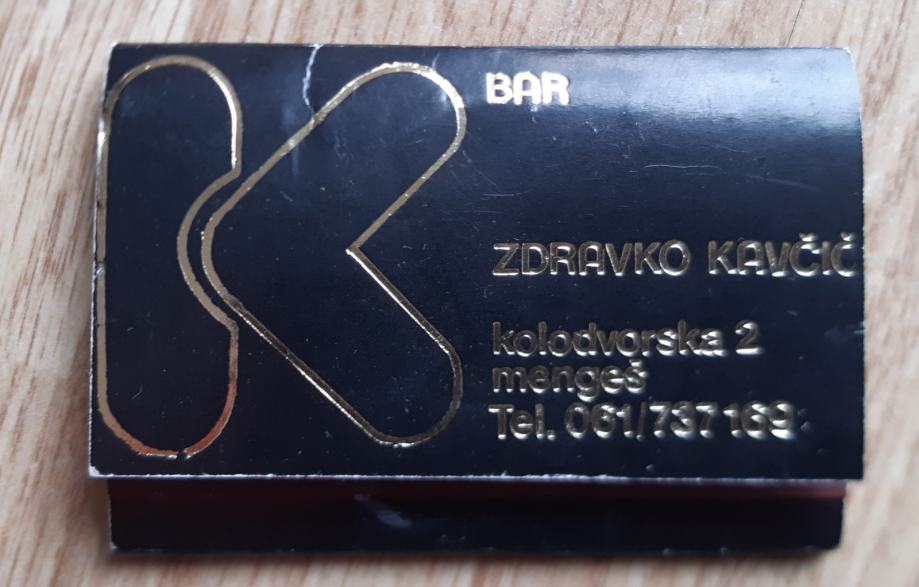 K
BAR
ZDRAVKO KAVČIČ
kolodvorska 2
mengeš
Tel. 061/737 169